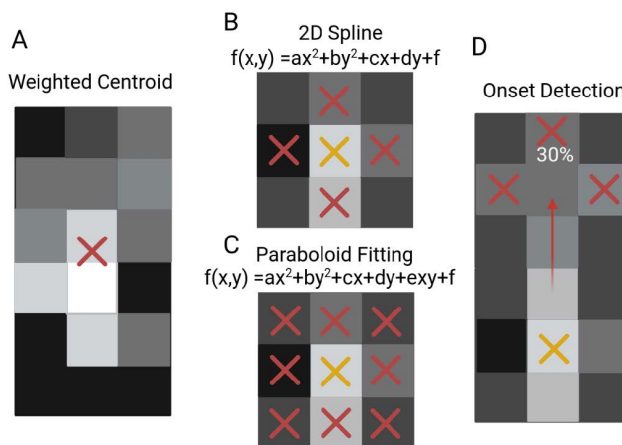 A
Weighted Centroid
B
2D Spline
f(x,y) =ax²+by²+cx+dy+f
C
Paraboloid Fitting
f(x,y) =ax²+by²+cx+dy+exy+f
D
Onset Detection
30%